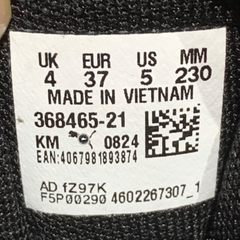 UK EUR US MM
4 37 5 230
MADE IN VIETNAM
368465-21
KM 0824
EAN:4067981893874
AD fZ97K
F5P00290 4602267307_1